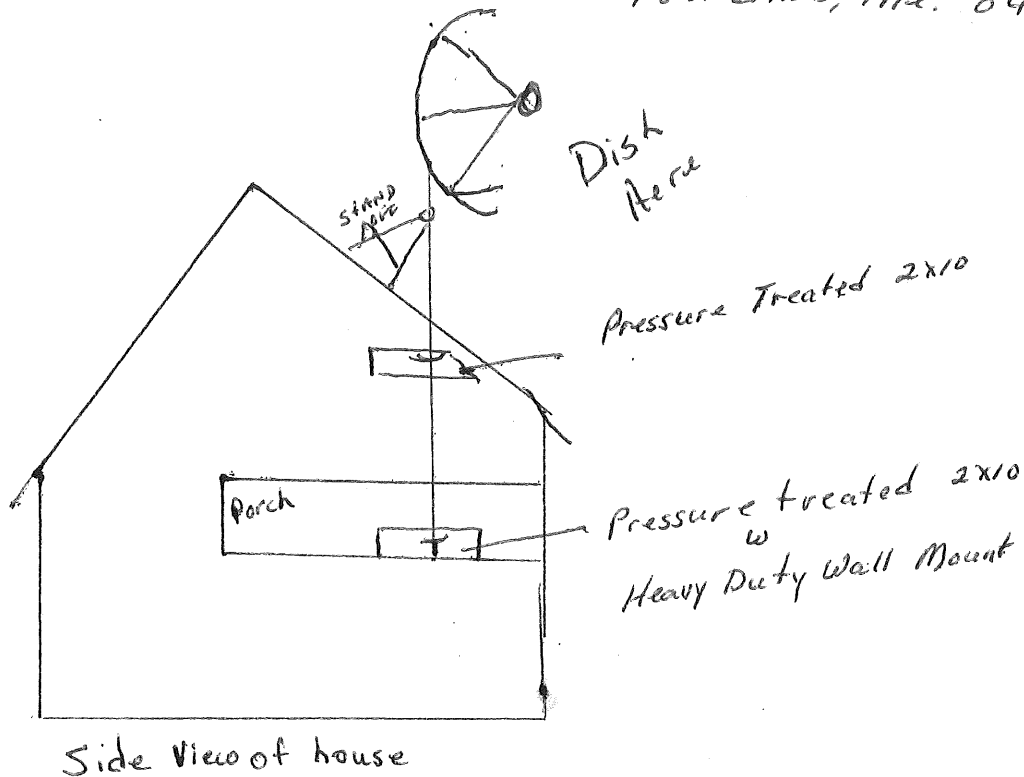 Dish
Here
STAND
OFF
Pressure Treated 2x10
Porch
Pressure treated 2x10
w
Heavy Duty Wall Mount
Side View of house